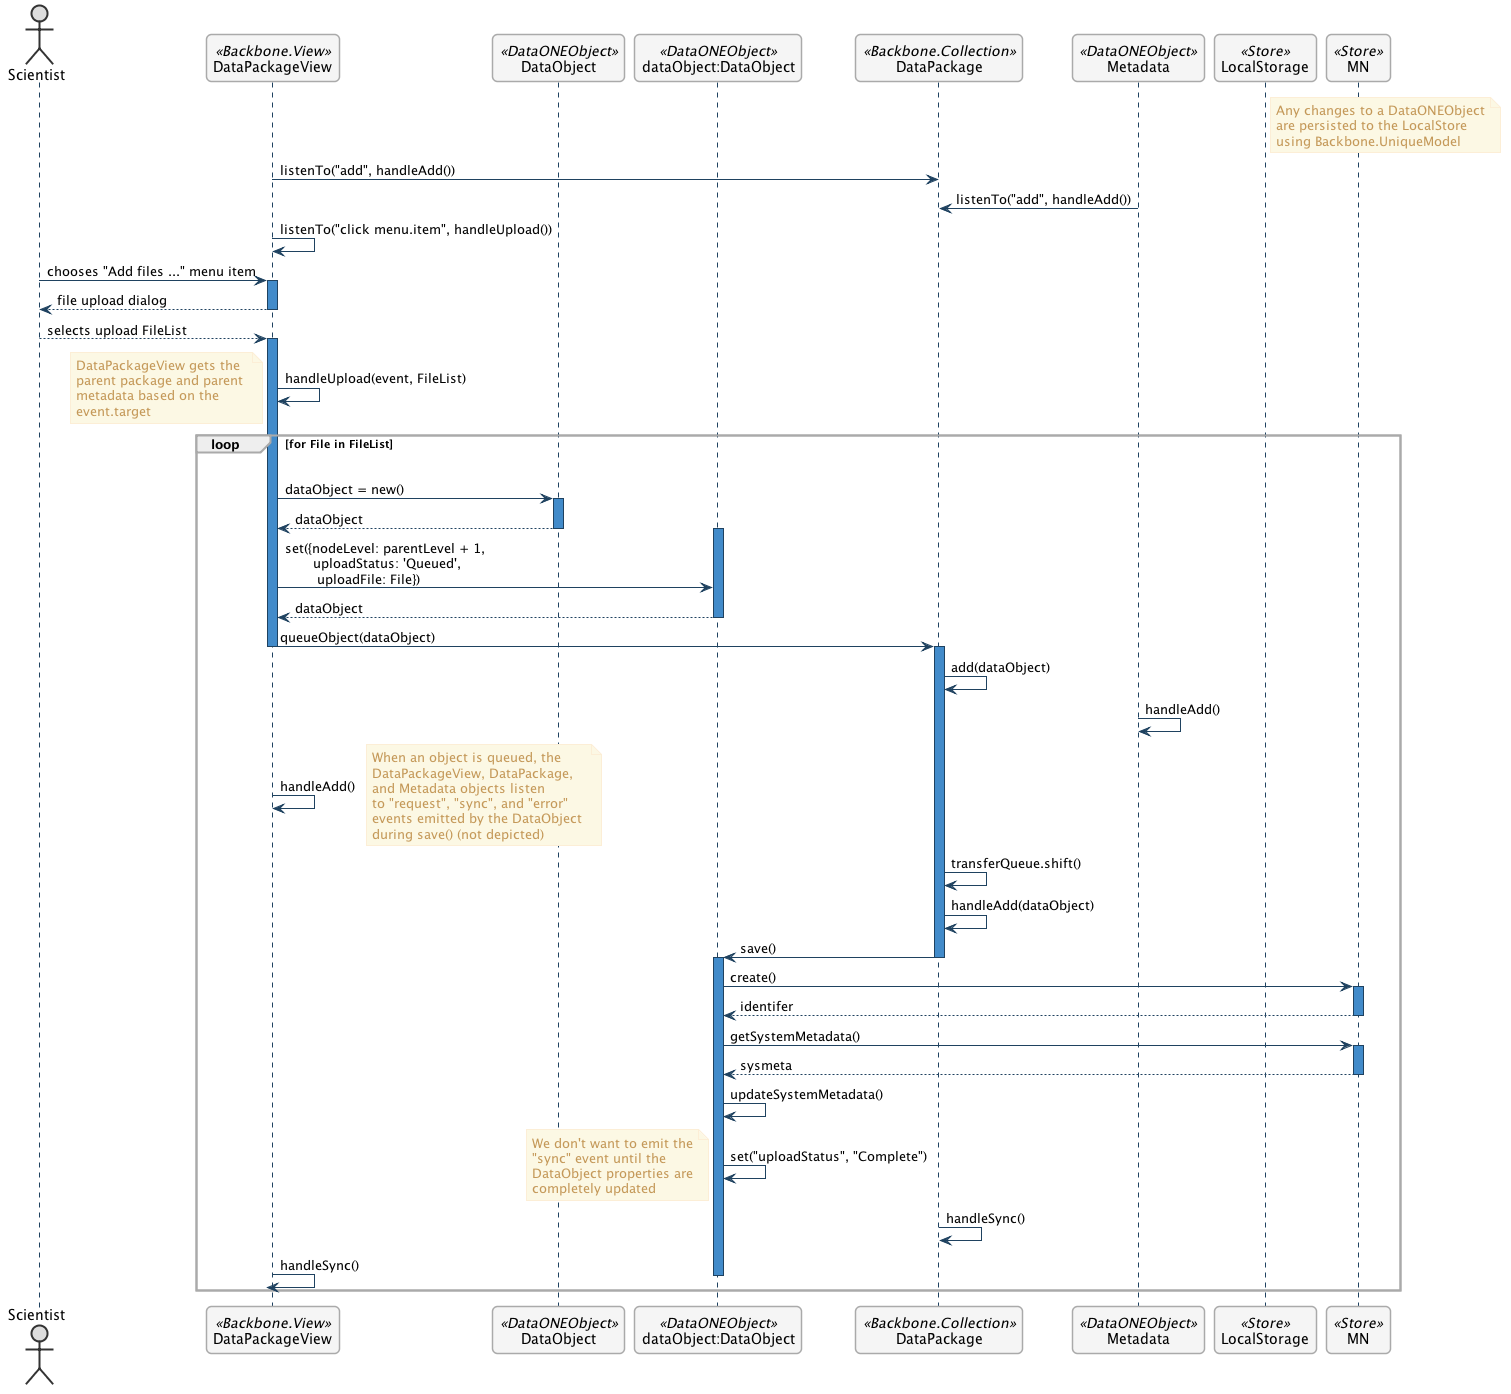 Scientist
«Backbone.View»
DataPackageView
«DataONEObject»
DataObject
«DataONEObject»
dataObject:DataObject
«Backbone.Collection»
DataPackage
«DataONEObject»
Metadata
«Store»
LocalStorage
«Store»
MN
Any changes to a DataONEObject
are persisted to the LocalStore
using Backbone.UniqueModel
listenTo("add", handleAdd())
listenTo("add", handleAdd())
listenTo("click menu.item", handleUpload())
chooses "Add files ..." menu item
file upload dialog
selects upload FileList
DataPackageView gets the
parent package and parent
metadata based on the
event.target
handleUpload(event, FileList)
loop
[for File in FileList]
dataObject = new()
dataObject
set({nodeLevel: parentLevel + 1,
uploadStatus: 'Queued',
uploadFile: File})
dataObject
queueObject(dataObject)
add(dataObject)
handleAdd()
When an object is queued, the
DataPackageView, DataPackage,
and Metadata objects listen
to "request", "sync", and "error"
events emitted by the DataObject
during save() (not depicted)
handleAdd()
transferQueue.shift()
handleAdd(dataObject)
save()
create()
identifer
getSystemMetadata()
sysmeta
updateSystemMetadata()
We don't want to emit the
"sync" event until the
DataObject properties are
completely updated
set("uploadStatus", "Complete")
handleSync()
handleSync()
Scientist
«Backbone.View»
DataPackageView
«DataONEObject»
DataObject
«DataONEObject»
dataObject:DataObject
«Backbone.Collection»
DataPackage
«DataONEObject»
Metadata
«Store»
LocalStorage
«Store»
MN